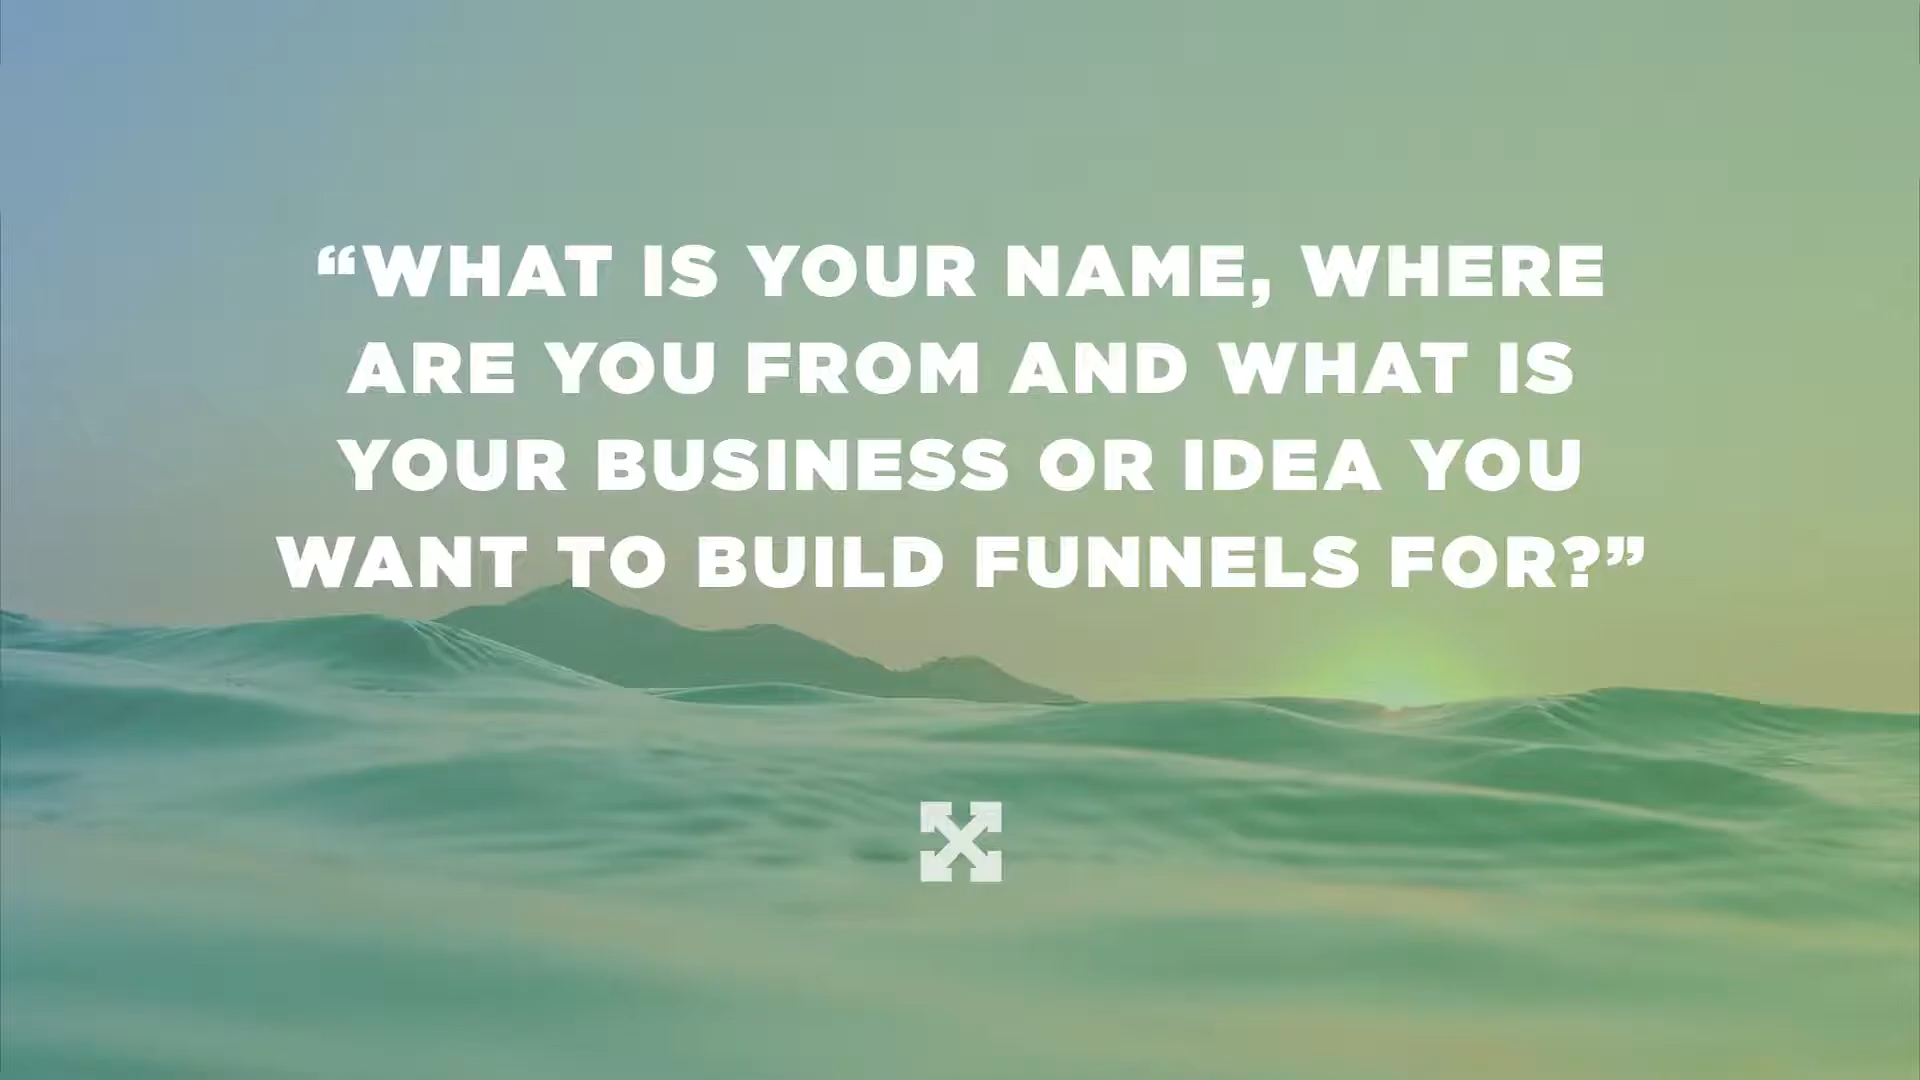 “WHAT IS YOUR NAME, WHERE
ARE YOU FROM AND WHAT IS
YOUR BUSINESS OR IDEA YOU
WANT TO BUILD FUNNELS FOR?”